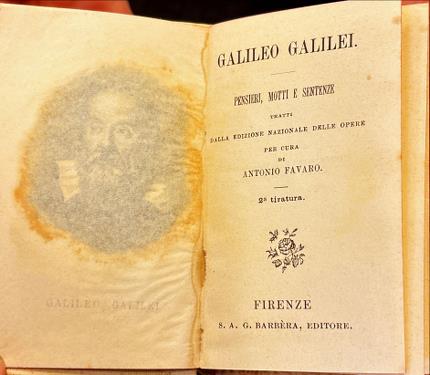 GALILEO GALILEI
GALILEO GALILEI.
PENSIERI, MOTTI E SENTENZE
TRATTI
DALLA EDIZIONE NAZIONALE DELLE OPERE
PER CURA
DI
ANTONIO FAVARO.
2ª tiratura.
FIRENZE
S. A. G. BARBÈRA, EDITORE.